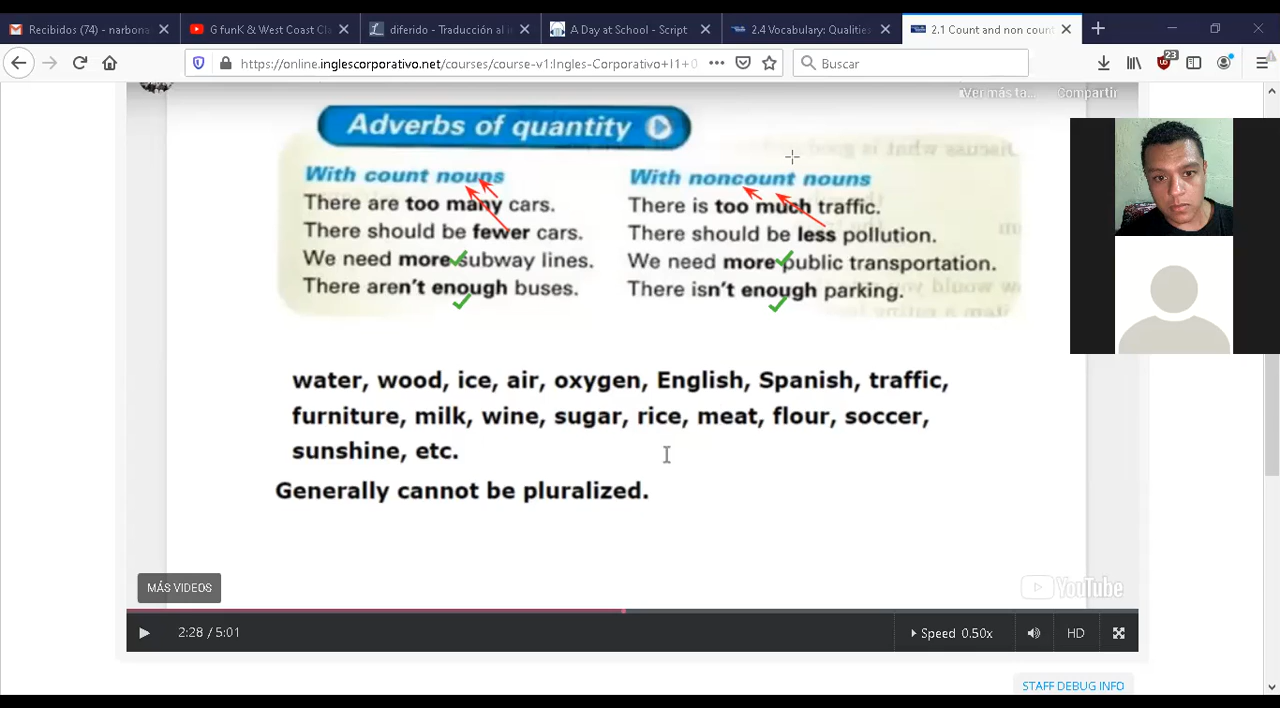 Recibidos (74) - narbona
G funK & West Coast Cla
diferido - Traducción al i
A Day at School - Script
2.4 Vocabulary: Qualities
2.1 Count and non count
https://online.inglescorporativo.net/courses/course-v1:Ingles-Corporativo+I1+0
Buscar
23
Ver más ta... Compartir
Adverbs of quantity
With count nouns
There are too many cars.
There should be fewer cars.
We need more subway lines.
There aren't enough buses.
With noncount nouns
There is too much traffic.
There should be less pollution.
We need more public transportation.
There isn't enough parking.
water, wood, ice, air, oxygen, English, Spanish, traffic,
furniture, milk, wine, sugar, rice, meat, flour, soccer,
sunshine, etc.
Generally cannot be pluralized.
MÁS VIDEOS
YouTube
2:28 / 5:01
Speed 0.50x
HD
STAFF DEBUG INFO